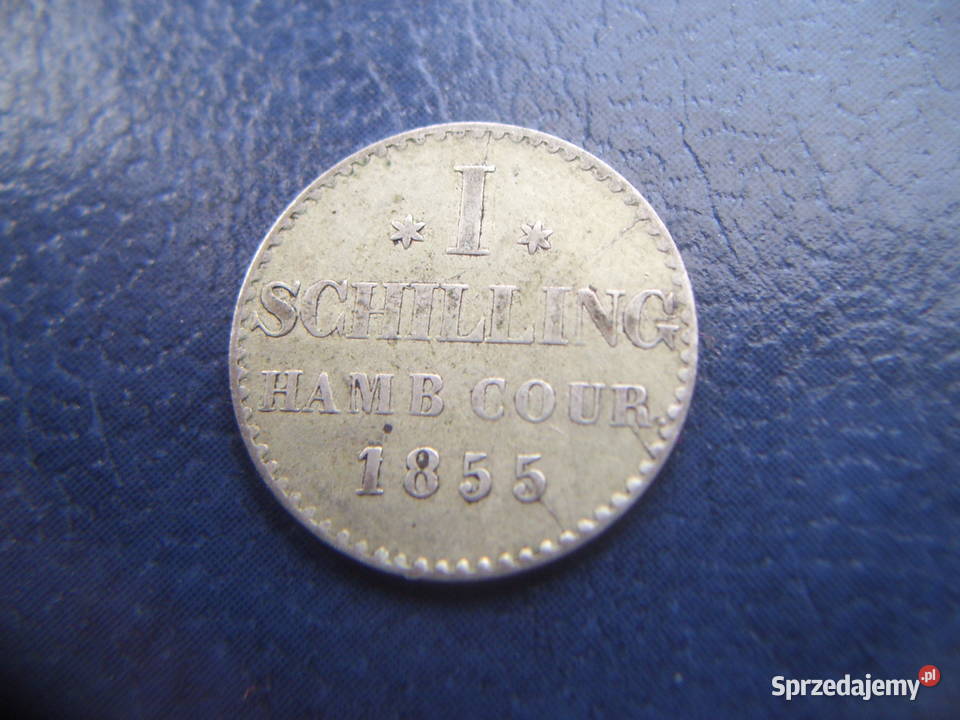 * I *
SCHILLING
HAMB COUR.
1855
Sprzedajemy.pl